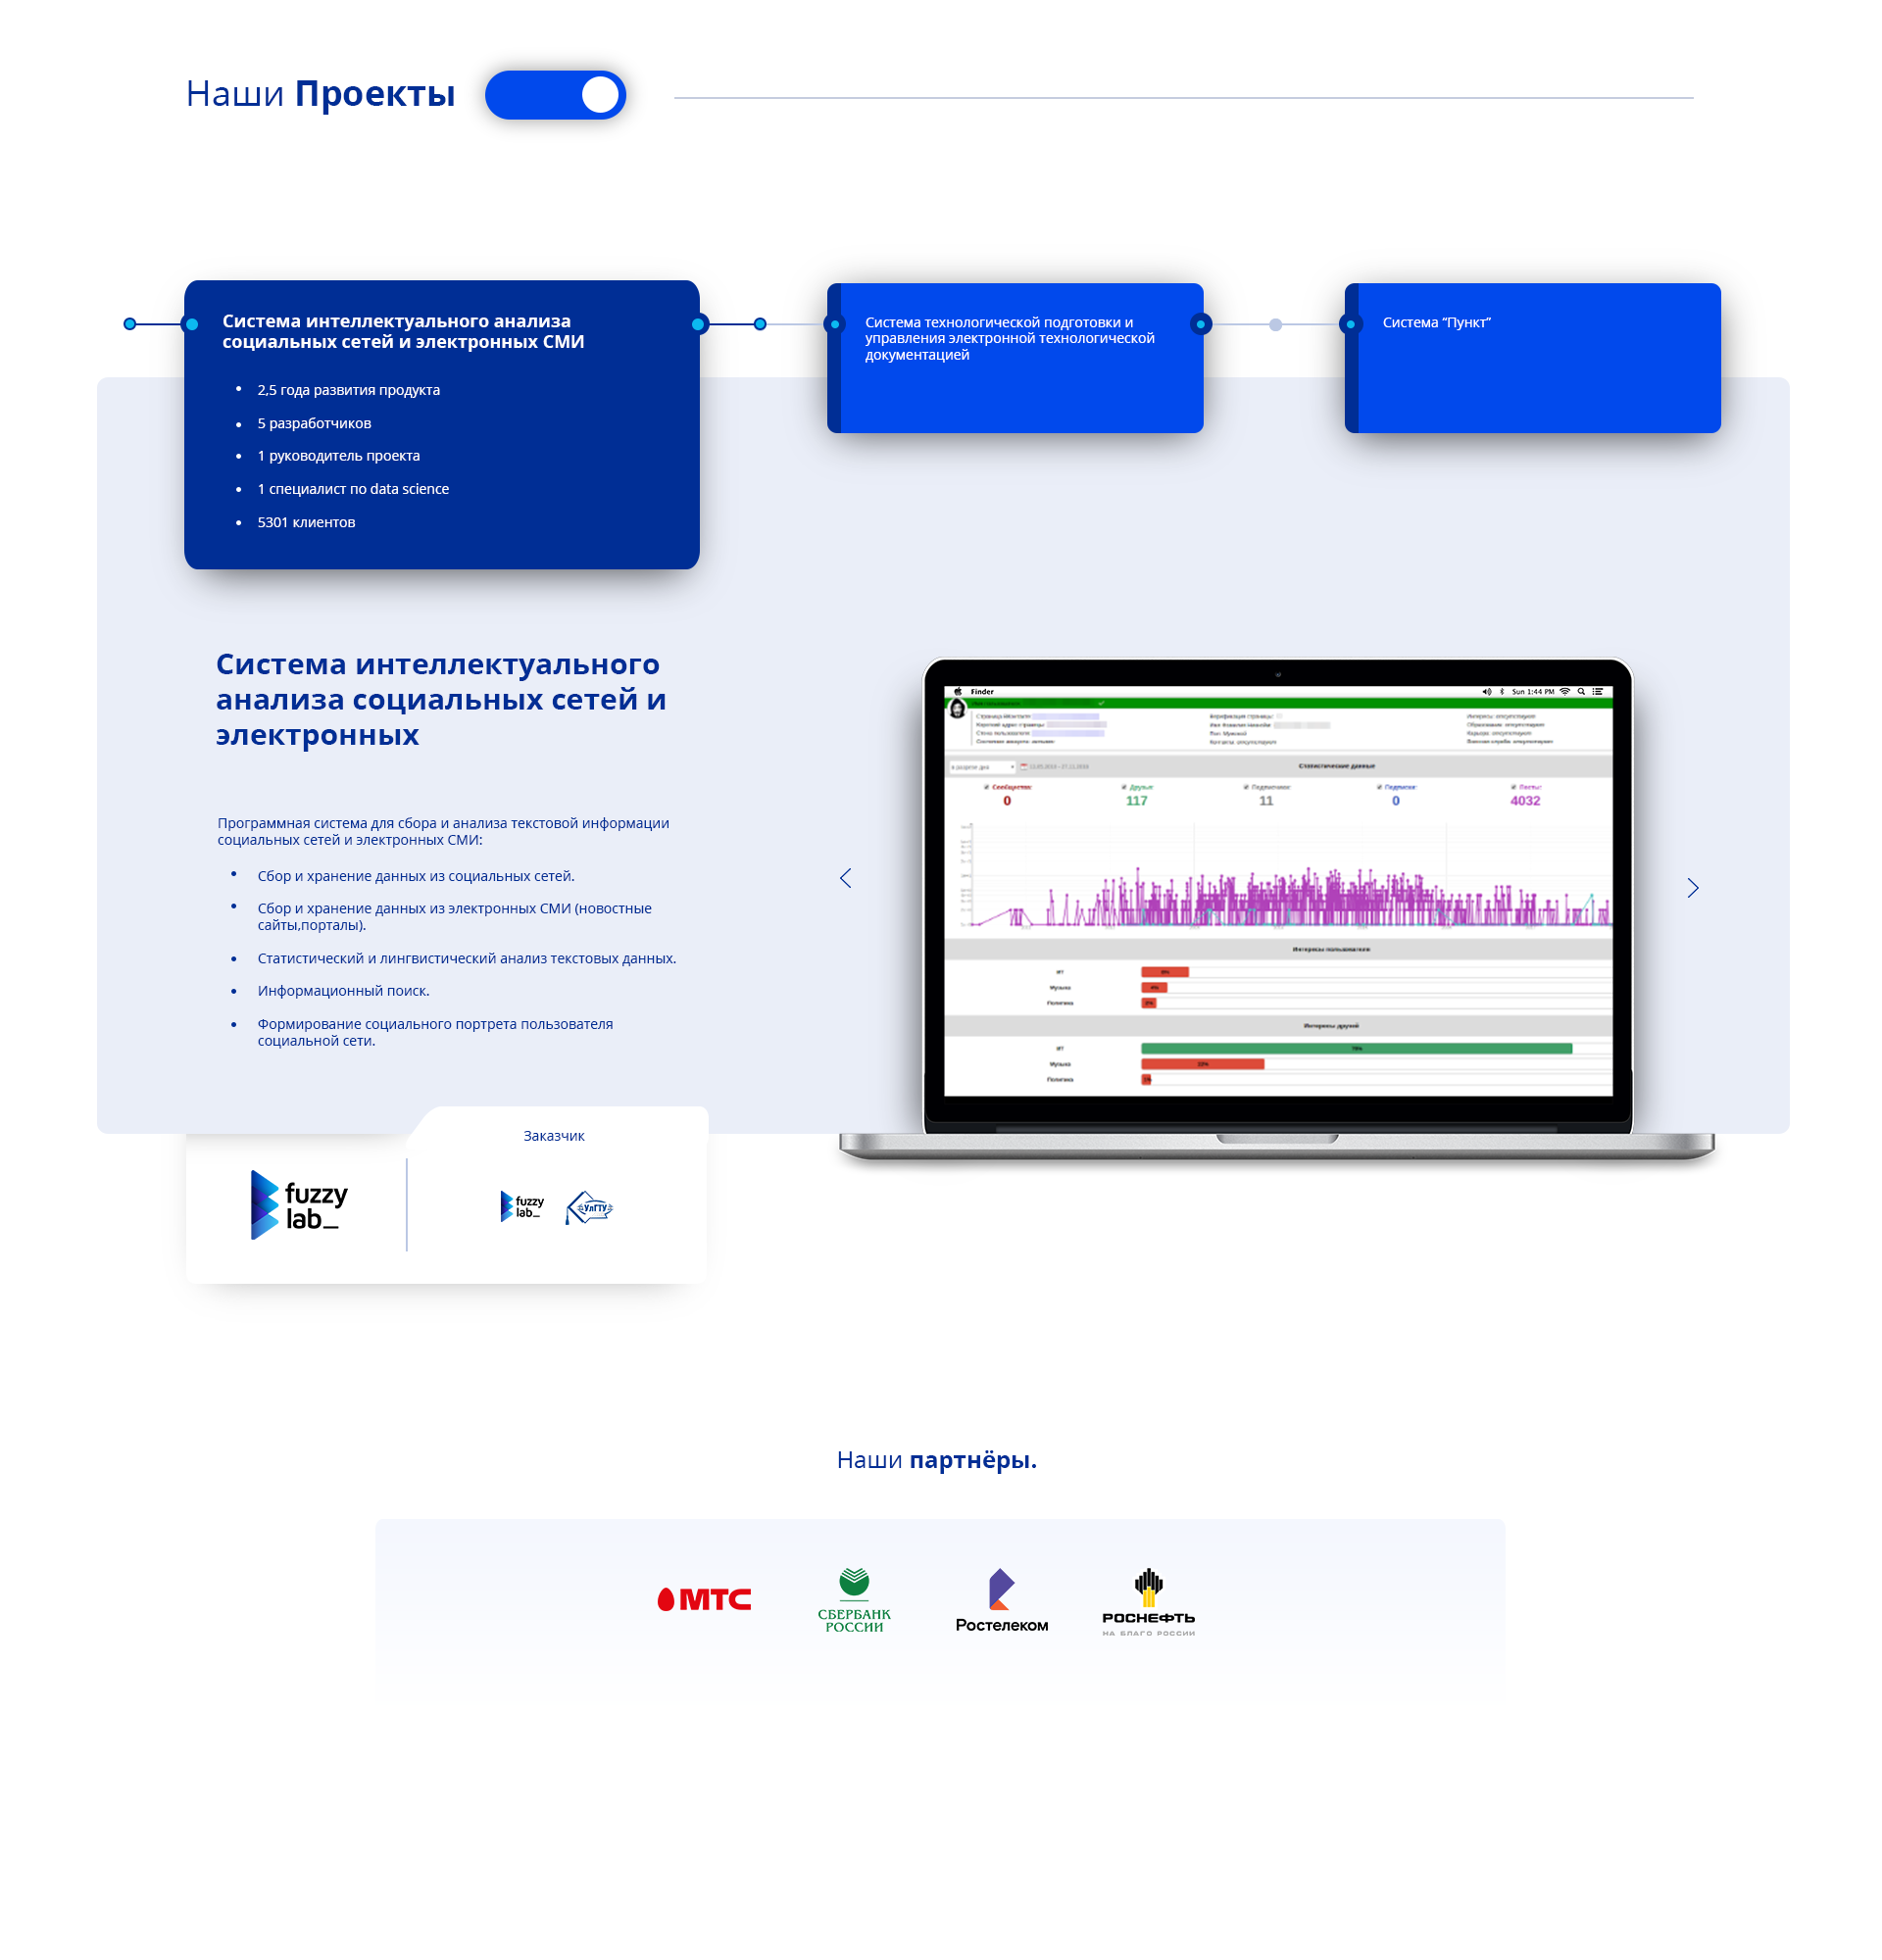 Наши Проекты
Система интеллектуального анализа
социальных сетей и электронных СМИ
2,5 года развития продукта
5 разработчиков
1 руководитель проекта
1 специалист по data science
5301 клиентов
Система технологической подготовки и
управления электронной технологической
документацией
Система “Пункт”
Система интеллектуального
анализа социальных сетей и
электронных
Программная система для сбора и анализа текстовой информации
социальных сетей и электронных СМИ:
Сбор и хранение данных из социальных сетей.
Сбор и хранение данных из электронных СМИ (новостные
сайты,порталы).
Статистический и лингвистический анализ текстовых данных.
Информационный поиск.
Формирование социального портрета пользователя
социальной сети.
Finder
Sun 1:44 PM
Статистические данные
Сообщества: Друзья: Подписчики: Подписки: Посты:
0 117 11 0 4032
Интересы пользователя
ИТ
Музыка
Политика
Интересы друзей
ИТ
Музыка
Политика
Заказчик
fuzzy
lab_
fuzzy
lab_
УлГТУ
Наши партнёры.
МТС
СБЕРБАНК
РОССИИ
Ростелеком
РОСНЕФТЬ
НА БЛАГО РОССИИ